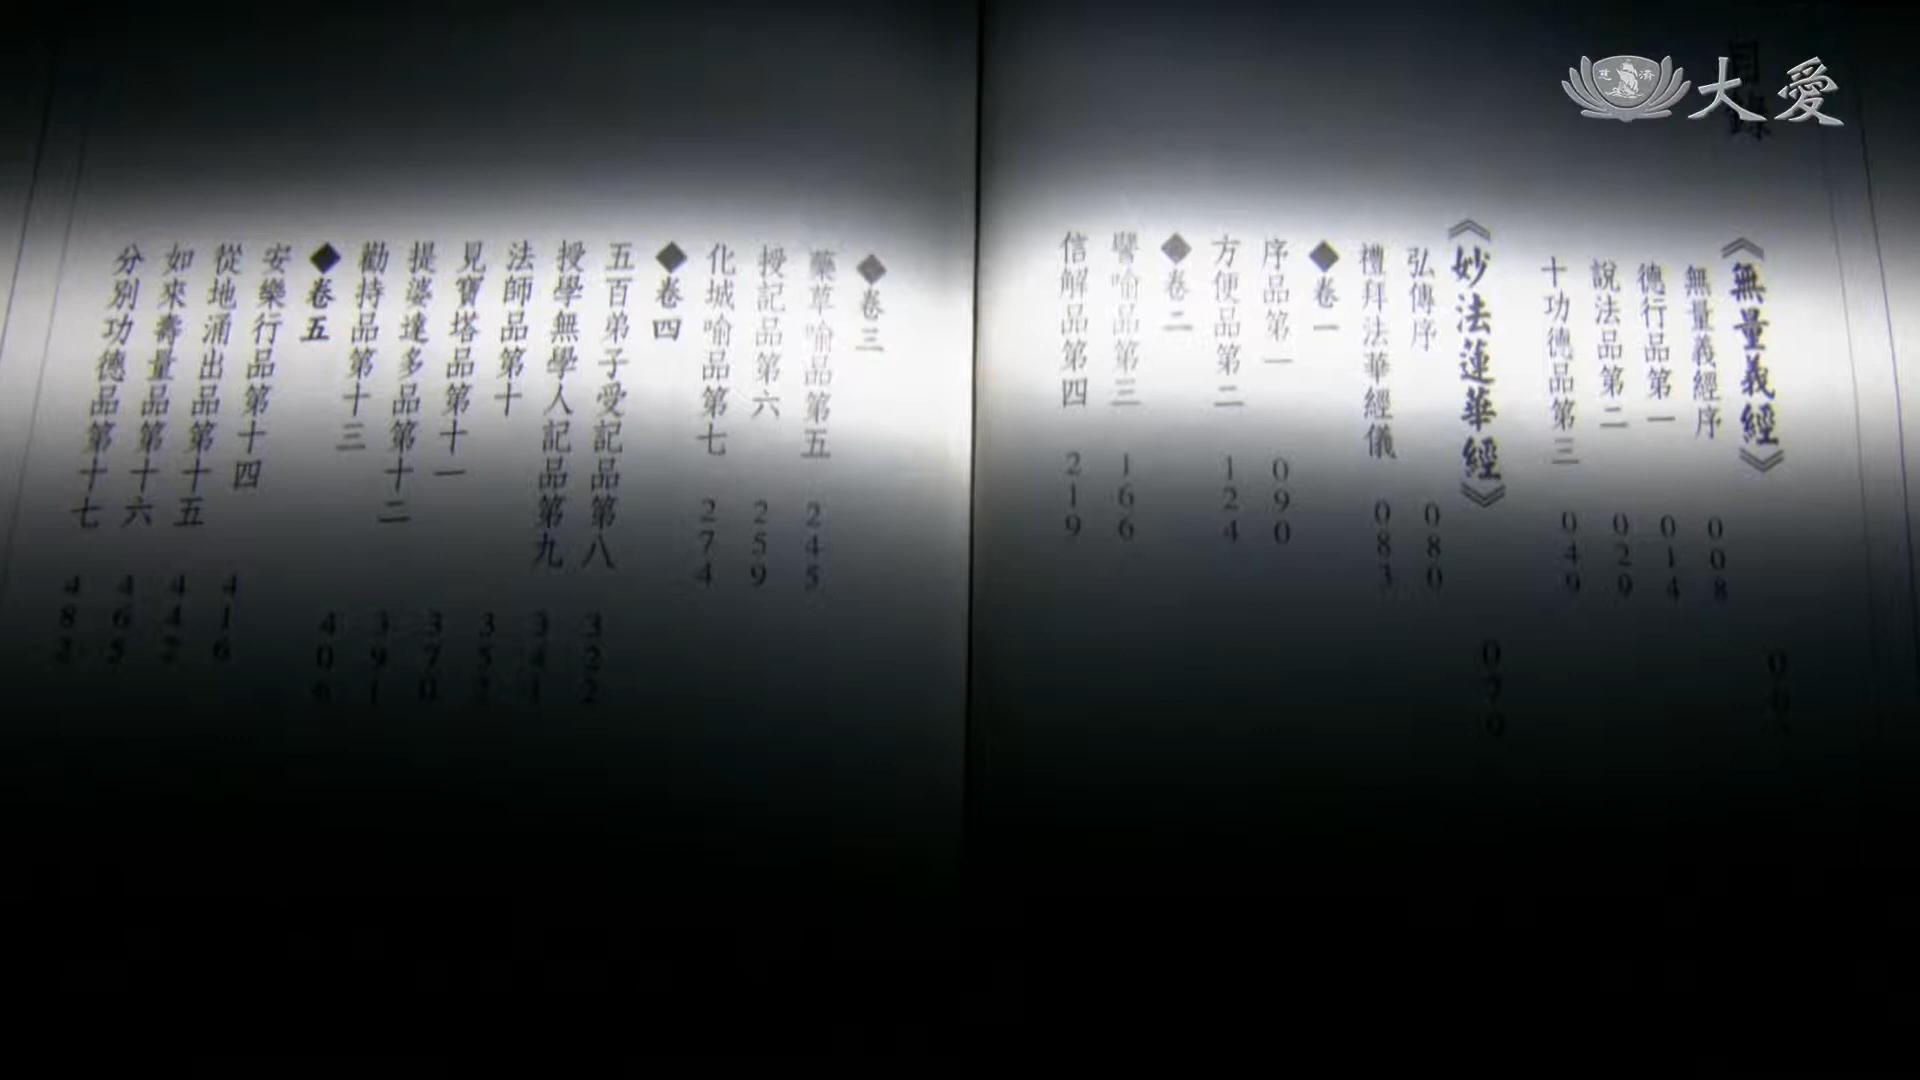 大愛
慈濟
目錄
《無量義經》
無量義經序 008
德行品第一 014
說法品第二 029
十功德品第三 049
《妙法蓮華經》 079
弘傳序 080
禮拜法華經儀 083
◆卷一
序品第一 090
方便品第二 124
◆卷二
譬喻品第三 166
信解品第四 219
◆卷三
藥草喻品第五 245
授記品第六 259
化城喻品第七 274
◆卷四
五百弟子受記品第八 322
授學無學人記品第九 341
法師品第十
見寶塔品第十一 370
提婆達多品第十二 391
勸持品第十三 406
◆卷五
安樂行品第十四 416
從地涌出品第十五 442
如來壽量品第十六 465
分別功德品第十七